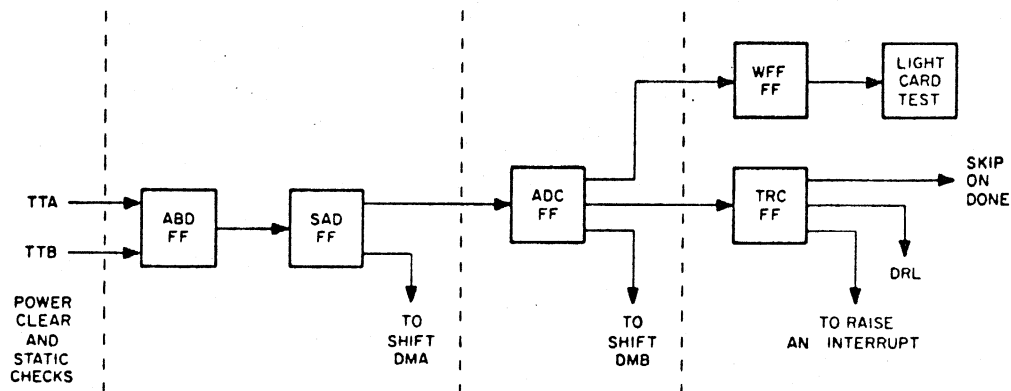 TTA
TTB
POWER
CLEAR
AND
STATIC
CHECKS
ABD
FF
SAD
FF
TO
SHIFT
DMA
ADC
FF
TO
SHIFT
DMB
WFF
FF
LIGHT
CARD
TEST
TRC
FF
SKIP
ON
DONE
DRL
TO RAISE
AN INTERRUPT